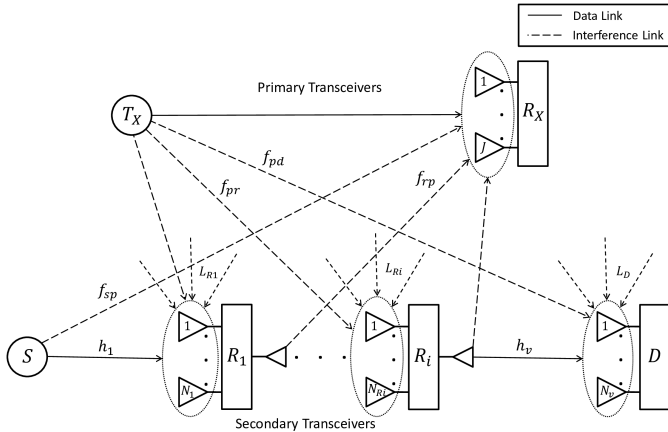 Data Link
Interference Link
Primary Transceivers
T_X
1
J
R_X
f_pd
f_pr
f_rp
f_sp
L_R1
L_Ri
L_D
S
h_1
1
N_1
R_1
1
N_Ri
R_i
h_v
1
N_v
D
Secondary Transceivers